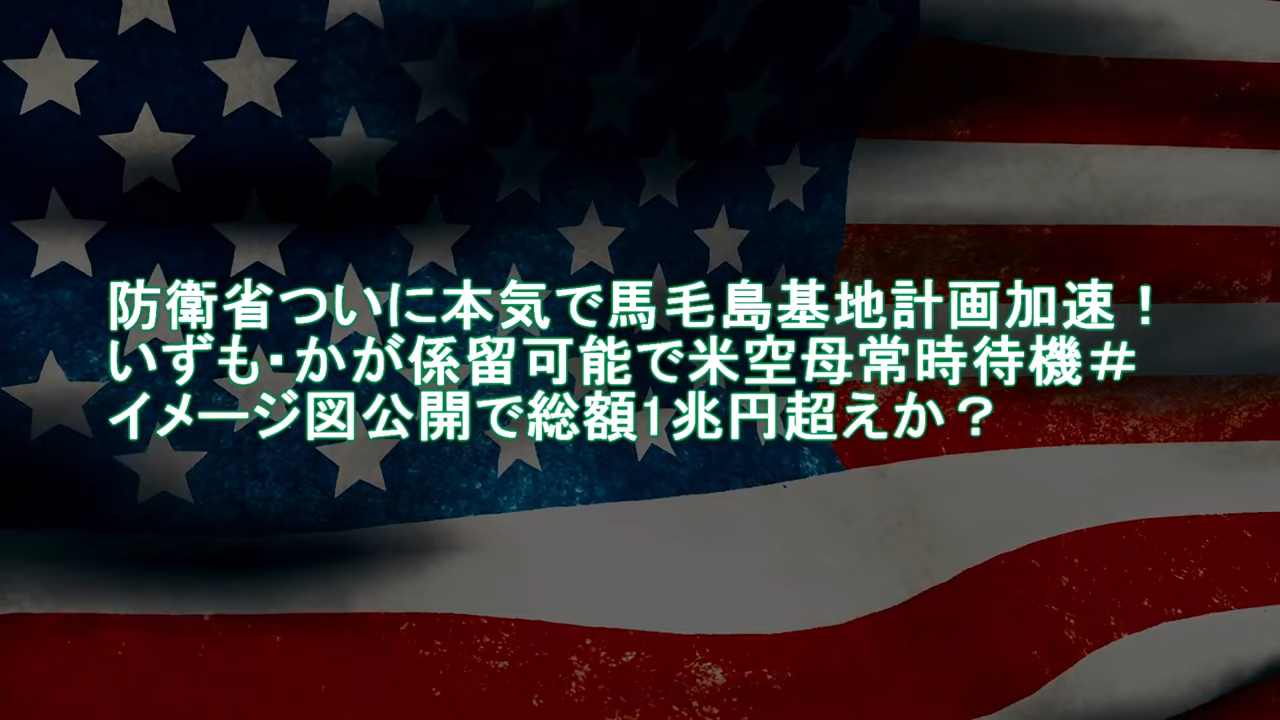 防衛省ついに本気で馬毛島基地計画加速！
いずも・かが係留可能で米空母常時待機＃
イメージ図公開で総額1兆円超えか？